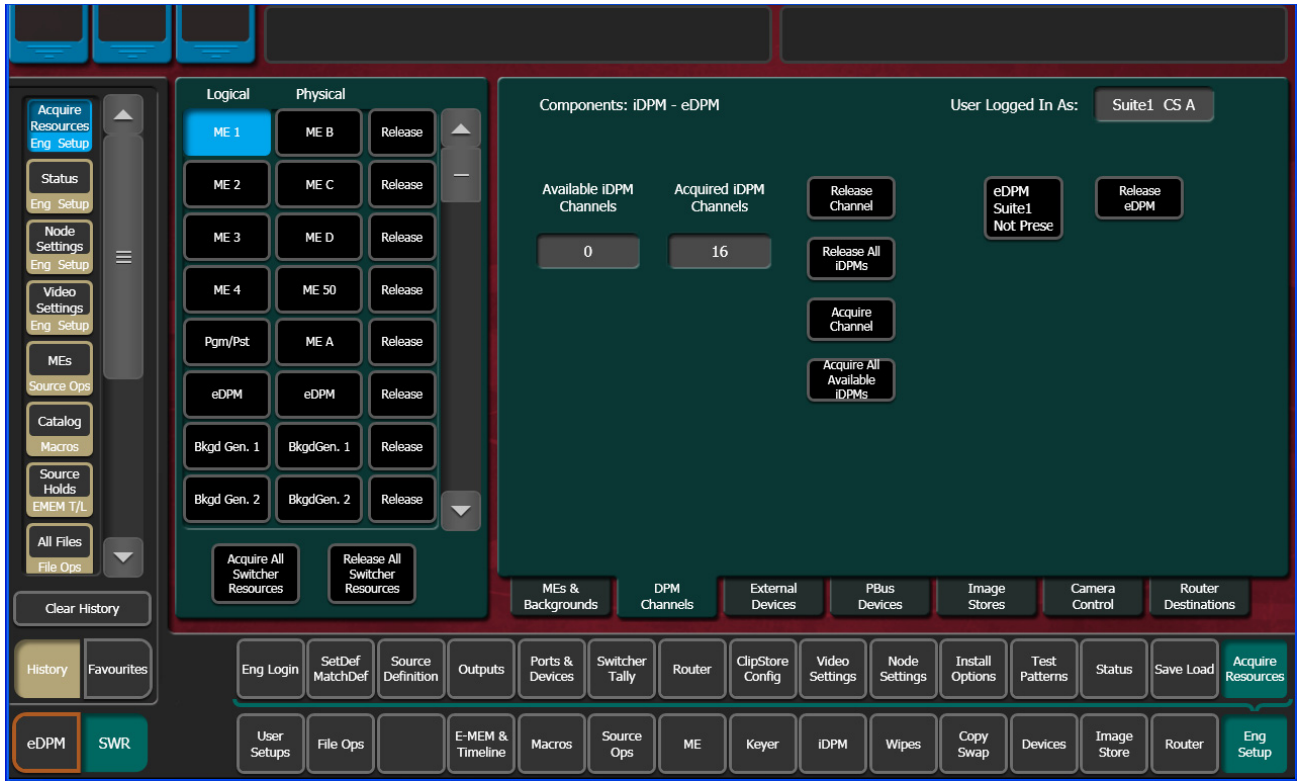 Acquire
Resources
Eng Setup
Status
Eng Setup
Node
Settings
Eng Setup
Video
Settings
Eng Setup
MEs
Source Ops
Catalog
Macros
Source
Holds
EMEM T/L
All Files
File Ops
Clear History
History Favourites
eDPM SWR
Logical Physical
ME 1 ME B Release
ME 2 ME C Release
ME 3 ME D Release
ME 4 ME 50 Release
Pgm/Pst ME A Release
eDPM eDPM Release
Bkgd Gen. 1 BkgdGen. 1 Release
Bkgd Gen. 2 BkgdGen. 2 Release
Acquire All
Switcher
Resources
Release All
Switcher
Resources
Components: iDPM - eDPM
User Logged In As: Suite1 CS A
Available iDPM
Channels
0
Acquired iDPM
Channels
16
Release
Channel
Release All
iDPMs
Acquire
Channel
Acquire All
Available
iDPMs
eDPM
Suite1
Not Prese
Release
eDPM
MEs &
Backgrounds
DPM
Channels
External
Devices
PBus
Devices
Image
Stores
Camera
Control
Router
Destinations
Eng Login
SetDef
MatchDef
Source
Definition
Outputs
Ports &
Devices
Switcher
Tally
Router
ClipStore
Config
Video
Settings
Node
Settings
Install
Options
Test
Patterns
Status
Save Load
Acquire
Resources
User
Setups
File Ops
E-MEM &
Timeline
Macros
Source
Ops
ME
Keyer
iDPM
Wipes
Copy
Swap
Devices
Image
Store
Router
Eng
Setup